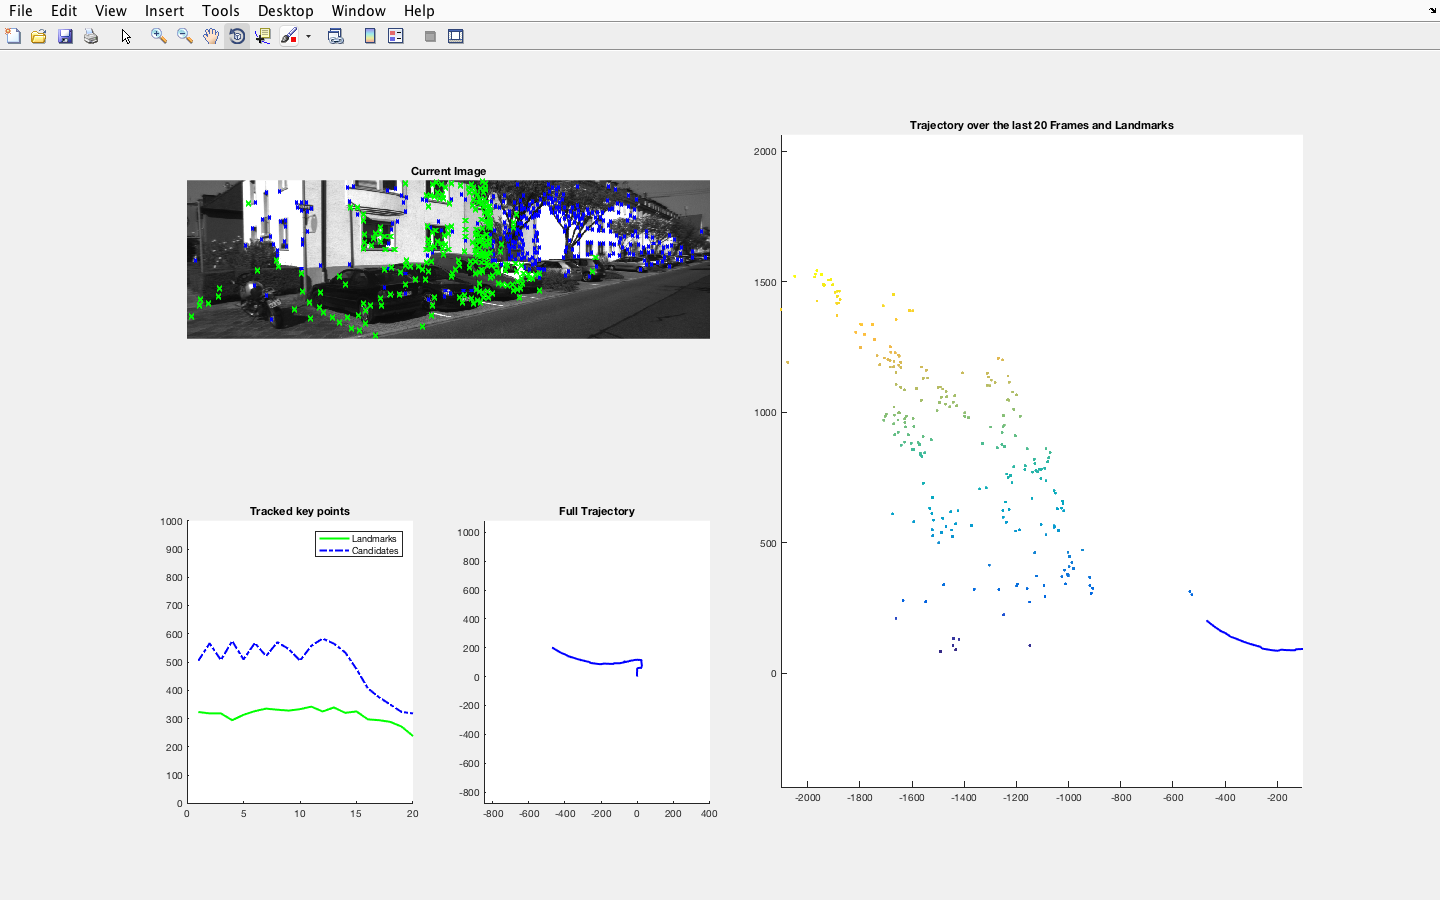 File Edit View Insert Tools Desktop Window Help
Current Image
Trajectory over the last 20 Frames and Landmarks
2000
1500
1000
500
0
-2000 -1800 -1600 -1400 -1200 -1000 -800 -600 -400 -200
Tracked key points
Landmarks
Candidates
1000
900
800
700
600
500
400
300
200
100
0
0 5 10 15 20
Full Trajectory
1000
800
600
400
200
0
-200
-400
-600
-800
-800 -600 -400 -200 0 200 400